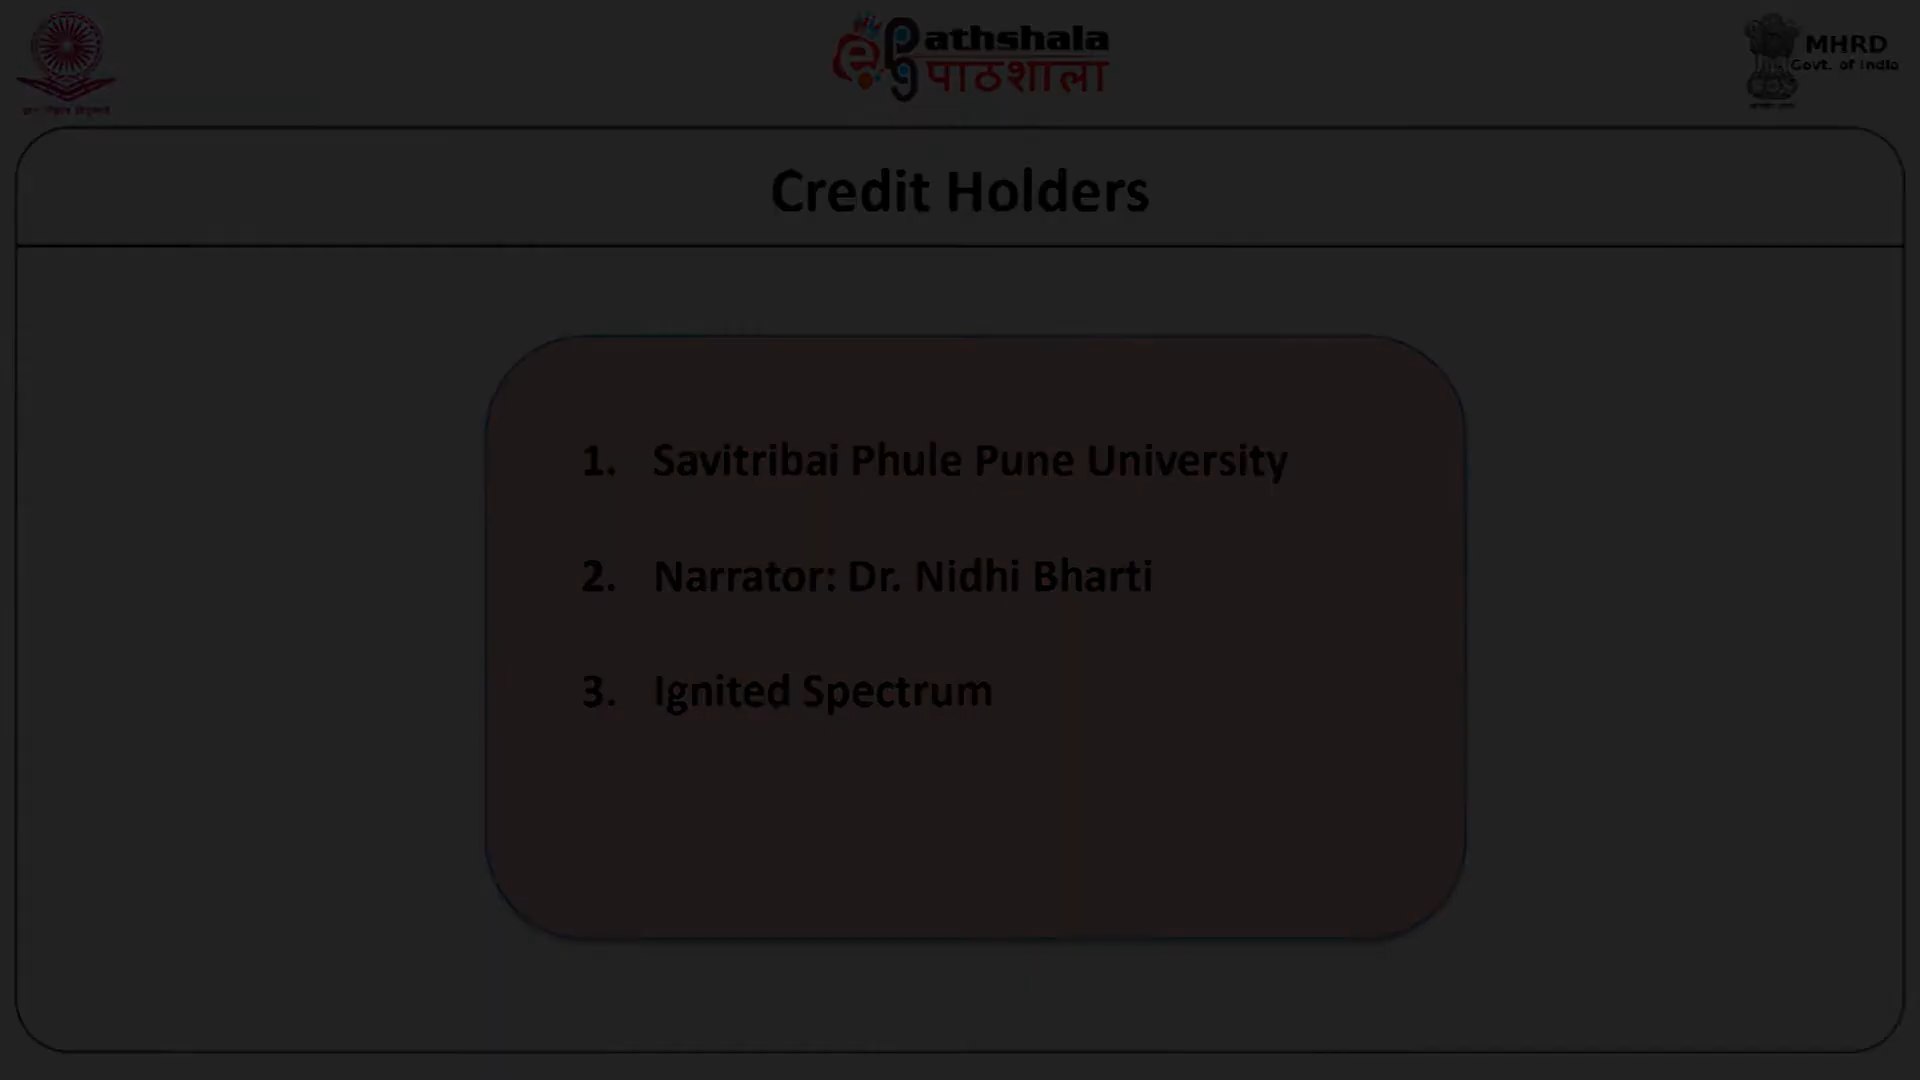 Pathshala
पाठशाला
MHRD
Govt. of India
Credit Holders
1. Savitribai Phule Pune University
2. Narrator: Dr. Nidhi Bharti
3. Ignited Spectrum